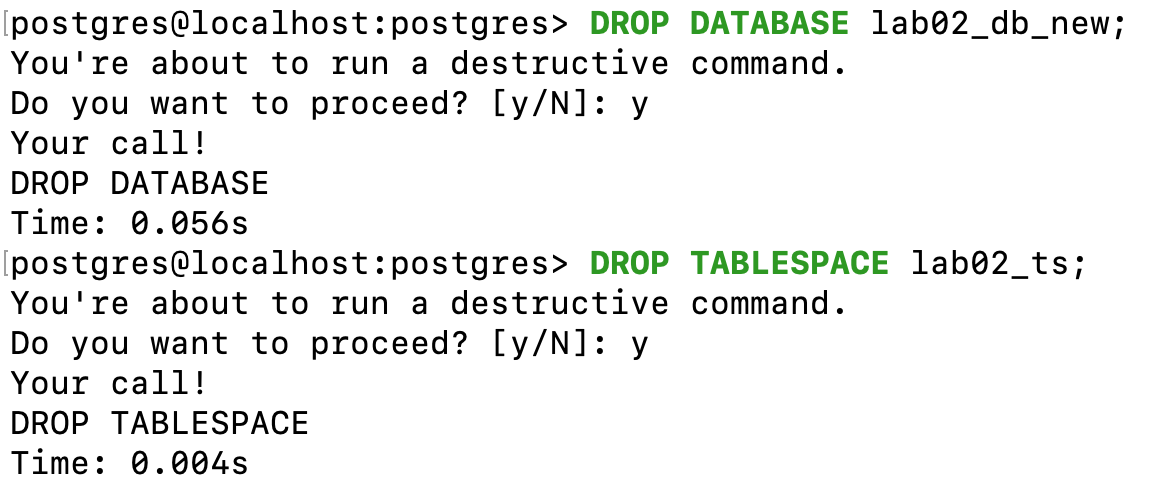 [postgres@localhost:postgres> DROP DATABASE lab02_db_new;
You're about to run a destructive command.
Do you want to proceed? [y/N]: y
Your call!
DROP DATABASE
Time: 0.056s
[postgres@localhost:postgres> DROP TABLESPACE lab02_ts;
You're about to run a destructive command.
Do you want to proceed? [y/N]: y
Your call!
DROP TABLESPACE
Time: 0.004s